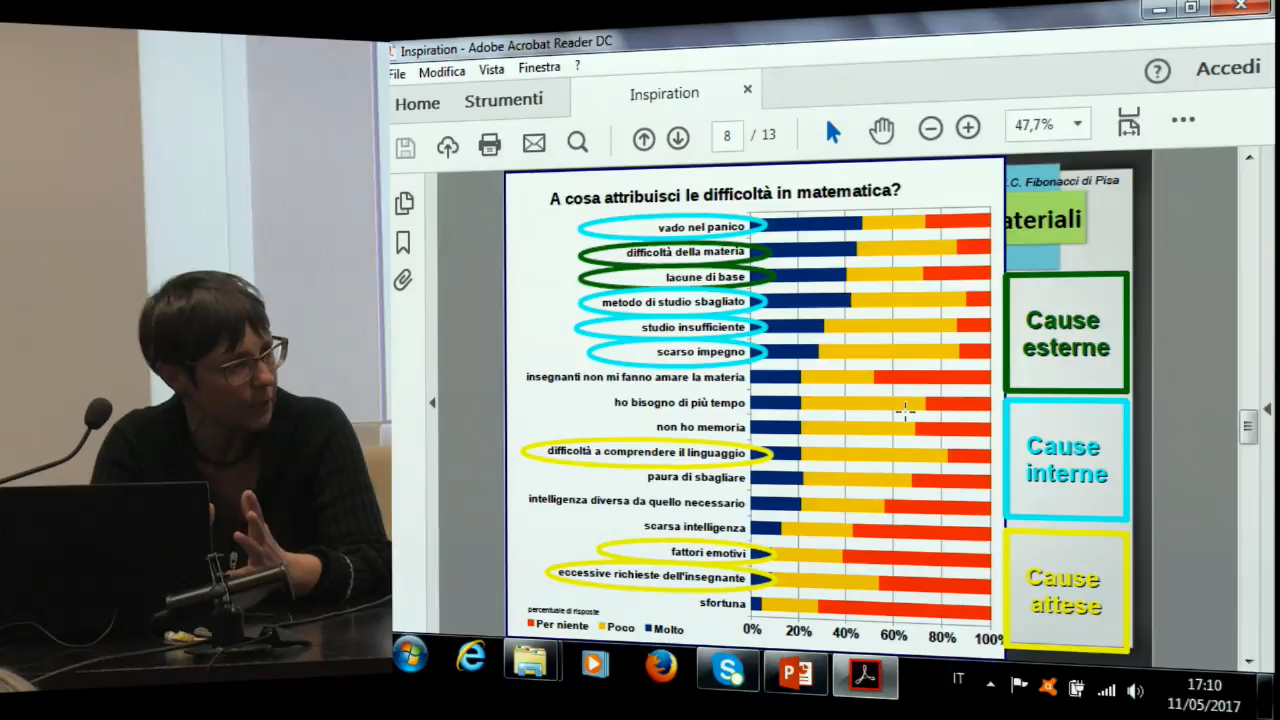 Inspiration - Adobe Acrobat Reader DC
File Modifica Vista Finestra ?
Home Strumenti Inspiration × Accedi
8 / 13 47,7%
.C. Fibonacci di Pisa
ateriali
A cosa attribuisci le difficoltà in matematica?
vado nel panico
difficoltà della materia
lacune di base
metodo di studio sbagliato
studio insufficiente
scarso impegno
insegnanti non mi fanno amare la materia
ho bisogno di più tempo
non ho memoria
difficoltà a comprendere il linguaggio
paura di sbagliare
intelligenza diversa da quello necessario
scarsa intelligenza
fattori emotivi
eccessive richieste dell'insegnante
sfortuna
percentuale di risposte
Per niente Poco Molto
0% 20% 40% 60% 80% 100%
Cause
esterne
Cause
interne
Cause
attese
IT
17:10
11/05/2017